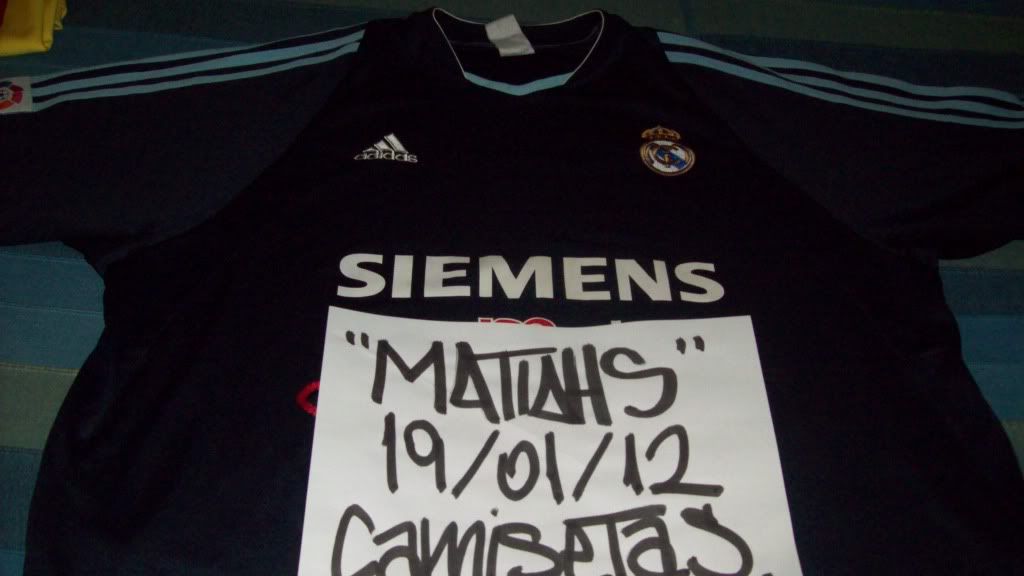 adidas
SIEMENS
"MATIAHS"
19/01/12
CamisETas